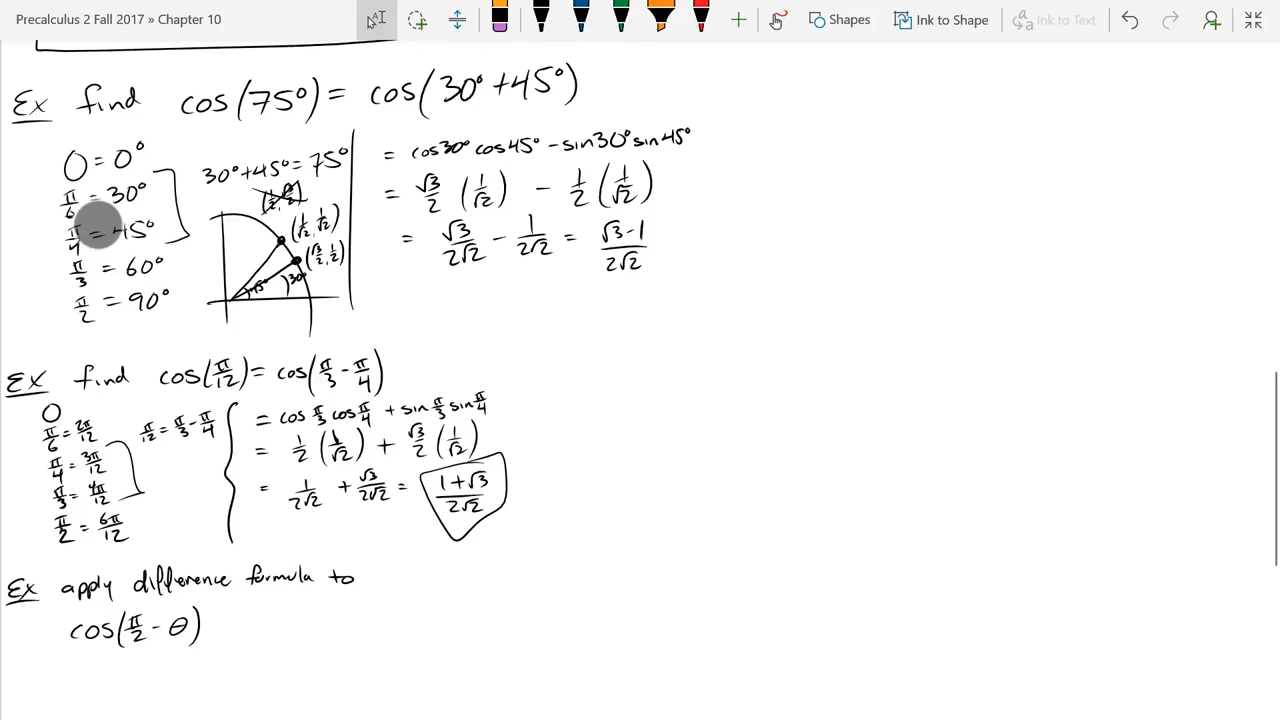 Precalculus 2 Fall 2017 » Chapter 10
Shapes
Ink to Shape
Ink to Text
Ex find cos(75°) = cos(30° + 45°)
0 = 0°
π/6 = 30°
π/4 = 45°
π/3 = 60°
π/2 = 90°
30° + 45° = 75°
(1/√2, 1/√2)
(√3/2, 1/2)
45°
30°
= cos30° cos45° - sin30° sin45°
= √3/2 (1/√2) - 1/2 (1/√2)
= √3/2√2 - 1/2√2 = √3-1/2√2
Ex find cos(π/12) = cos(π/3 - π/4)
0
π/6 = 2π/12
π/4 = 3π/12
π/3 = 4π/12
π/2 = 6π/12
π/12 = π/3 - π/4
= cos π/3 cos π/4 + sin π/3 sin π/4
= 1/2 (1/√2) + √3/2 (1/√2)
= 1/2√2 + √3/2√2 = 1+√3/2√2
Ex apply difference formula to
cos(π/2 - θ)